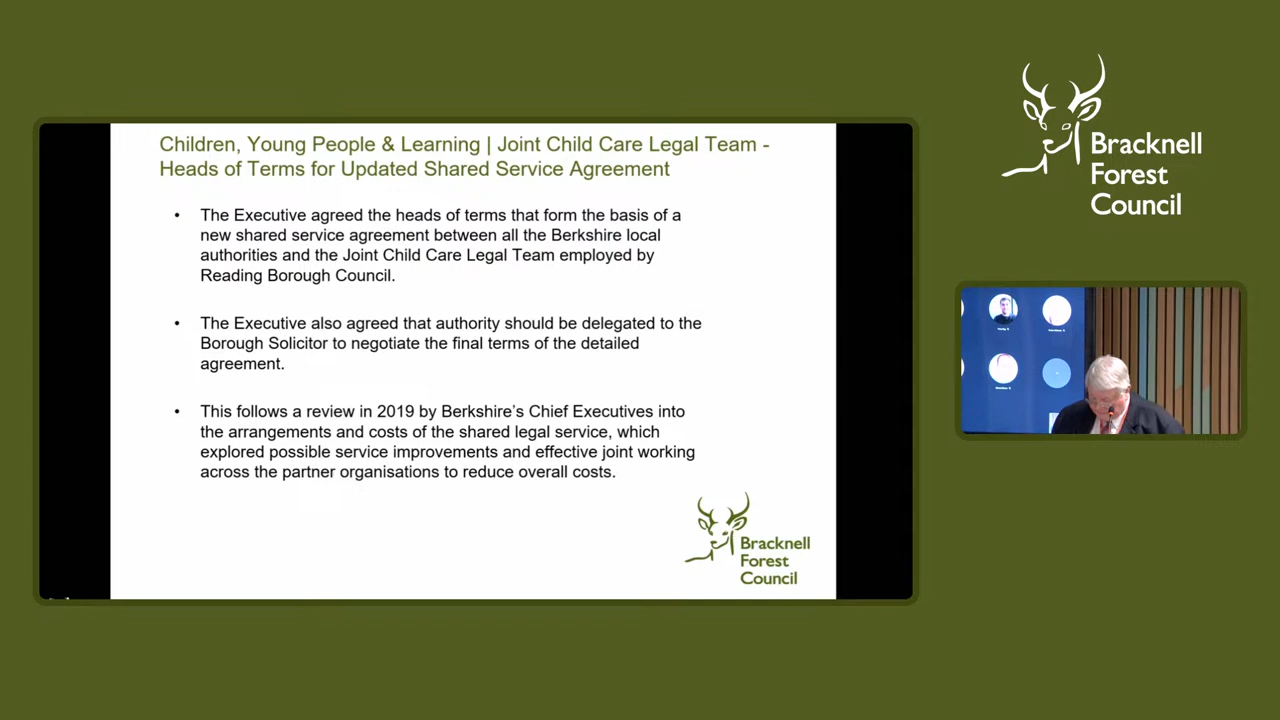 Children, Young People & Learning | Joint Child Care Legal Team -
Heads of Terms for Updated Shared Service Agreement
• The Executive agreed the heads of terms that form the basis of a
new shared service agreement between all the Berkshire local
authorities and the Joint Child Care Legal Team employed by
Reading Borough Council.
• The Executive also agreed that authority should be delegated to the
Borough Solicitor to negotiate the final terms of the detailed
agreement.
• This follows a review in 2019 by Berkshire's Chief Executives into
the arrangements and costs of the shared legal service, which
explored possible service improvements and effective joint working
across the partner organisations to reduce overall costs.
Bracknell
Forest
Council
Bracknell
Forest
Council